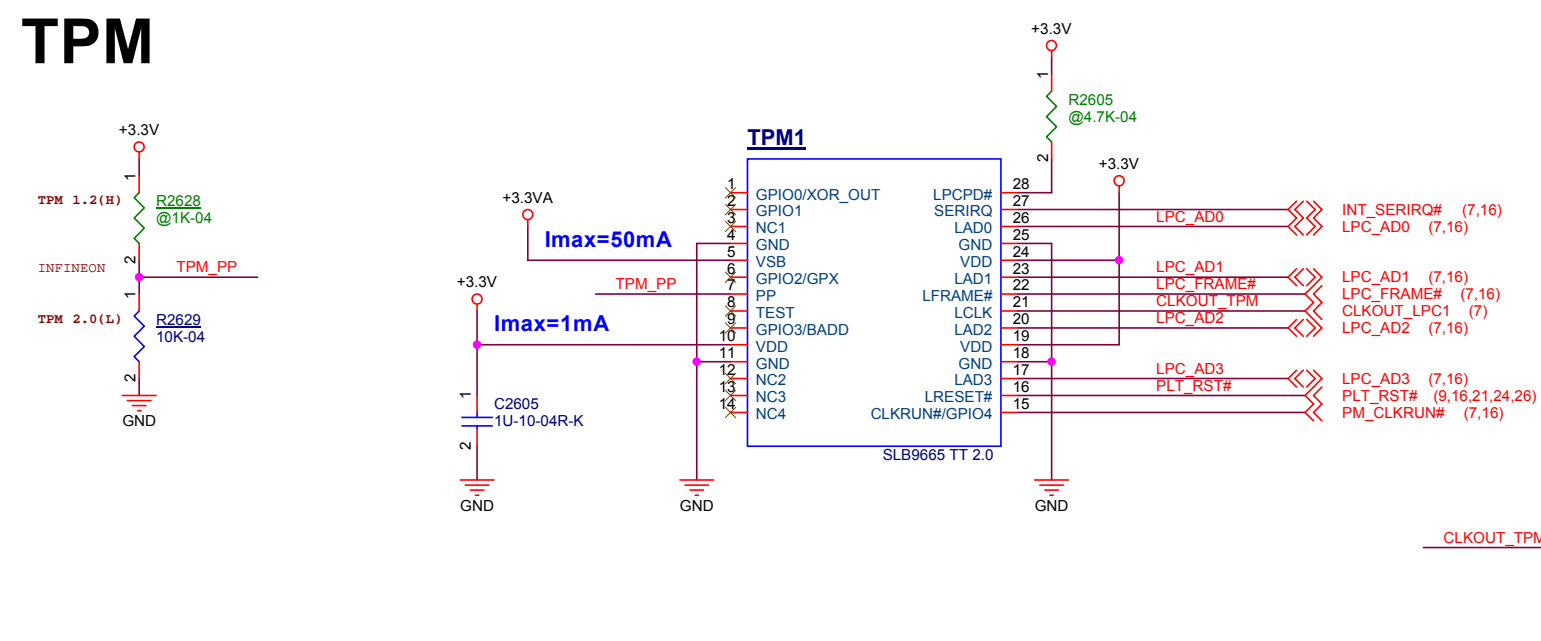 TPM
+3.3V
1
TPM 1.2(H)
R2628
@1K-04
2
INFINEON
TPM_PP
1
TPM 2.0(L)
R2629
10K-04
2
GND
+3.3VA
Imax=50mA
TPM_PP
+3.3V
Imax=1mA
1
C2605
1U-10-04R-K
2
GND
GND
TPM1
1 GPIO0/XOR_OUT
2 GPIO1
3 NC1
4 GND
5 VSB
6 GPIO2/GPX
7 PP
8 TEST
9 GPIO3/BADD
10 VDD
11 GND
12 NC2
13 NC3
14 NC4
LPCPD# 28
SERIRQ 27
LAD0 26
GND 25
VDD 24
LAD1 23
LFRAME# 22
LCLK 21
LAD2 20
VDD 19
GND 18
LAD3 17
LRESET# 16
CLKRUN#/GPIO4 15
SLB9665 TT 2.0
+3.3V
1
R2605
@4.7K-04
2
+3.3V
GND
INT_SERIRQ# (7,16)
LPC_AD0 LPC_AD0 (7,16)
LPC_AD1 LPC_AD1 (7,16)
LPC_FRAME# LPC_FRAME# (7,16)
CLKOUT_TPM CLKOUT_LPC1 (7)
LPC_AD2 LPC_AD2 (7,16)
LPC_AD3 LPC_AD3 (7,16)
PLT_RST# PLT_RST# (9,16,21,24,26)
PM_CLKRUN# (7,16)
CLKOUT_TPM